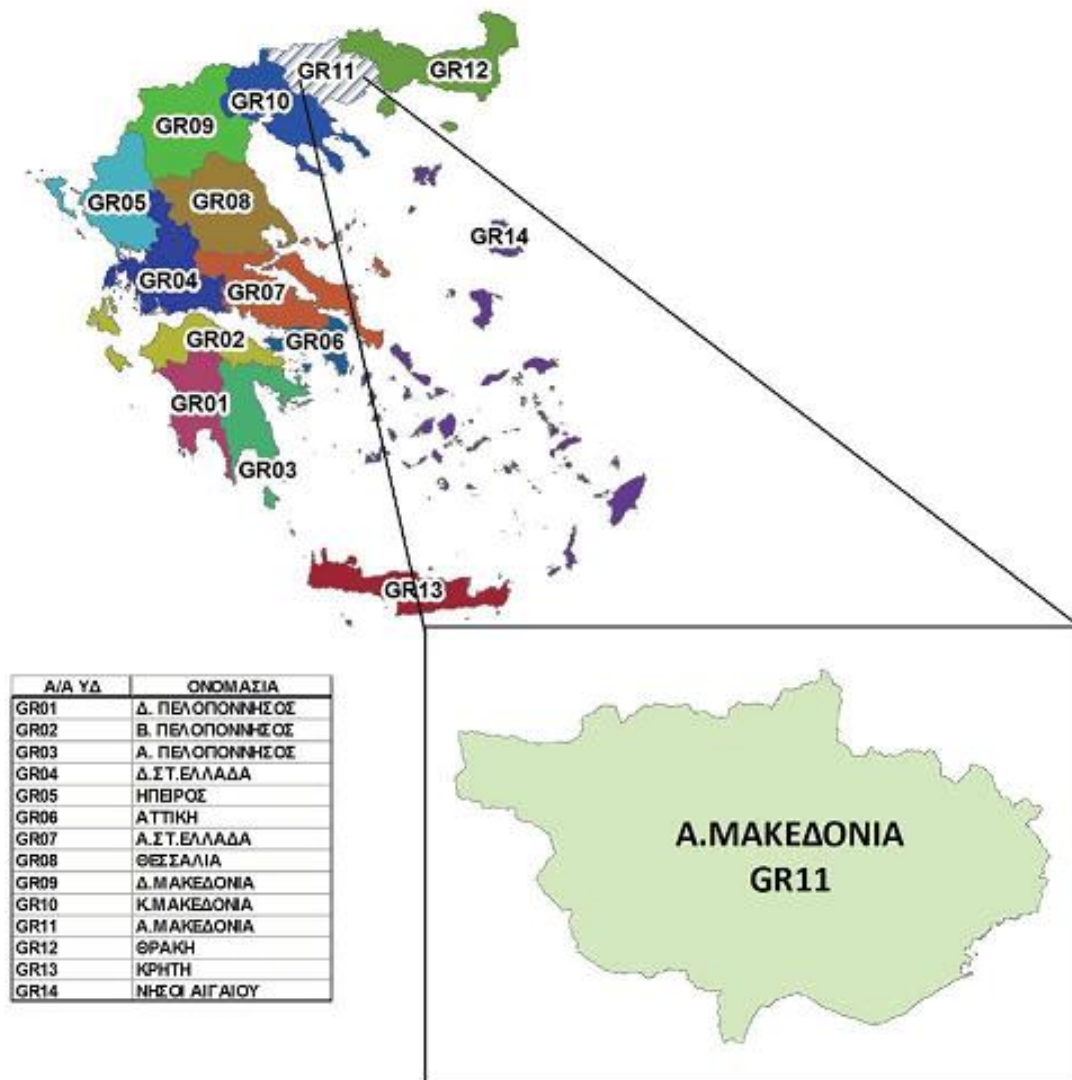 GR11
GR12
GR10
GR09
GR05
GR08
GR14
GR04
GR07
GR02
GR06
GR01
GR03
GR13
Α/Α ΥΔ ΟΝΟΜΑΣΙΑ
GR01 Δ. ΠΕΛΟΠΟΝΝΗΣΟΣ
GR02 Β. ΠΕΛΟΠΟΝΝΗΣΟΣ
GR03 Α. ΠΕΛΟΠΟΝΝΗΣΟΣ
GR04 Δ.ΣΤ.ΕΛΛΑΔΑ
GR05 ΗΠΕΙΡΟΣ
GR06 ΑΤΤΙΚΗ
GR07 Α.ΣΤ.ΕΛΛΑΔΑ
GR08 ΘΕΣΣΑΛΙΑ
GR09 Δ.ΜΑΚΕΔΟΝΙΑ
GR10 Κ.ΜΑΚΕΔΟΝΙΑ
GR11 Α.ΜΑΚΕΔΟΝΙΑ
GR12 ΘΡΑΚΗ
GR13 ΚΡΗΤΗ
GR14 ΝΗΣΟΙ ΑΙΓΑΙΟΥ
Α.ΜΑΚΕΔΟΝΙΑ
GR11